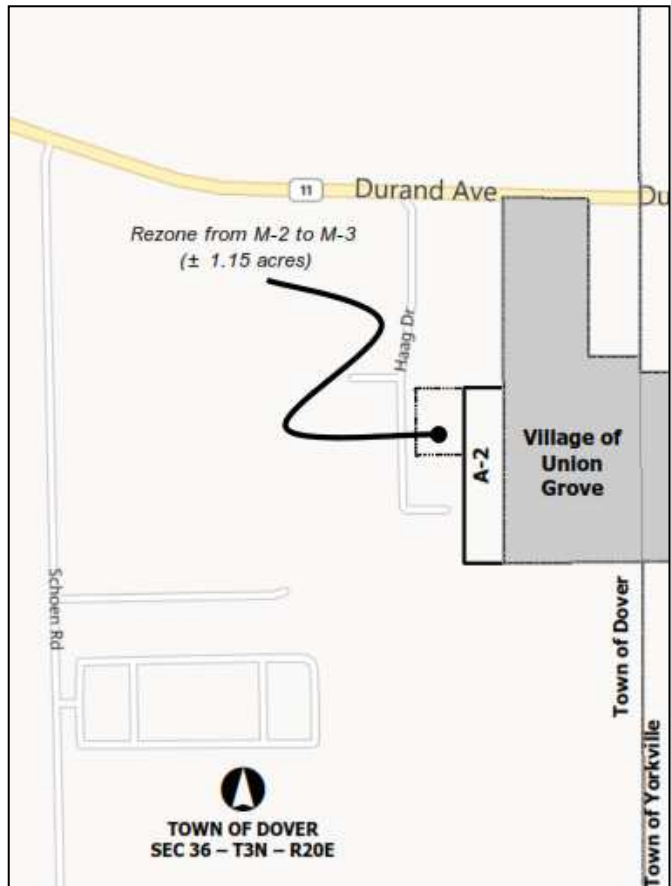 11
Durand Ave
Du
Rezone from M-2 to M-3
(± 1.15 acres)
Haag Dr
A-2
Village of
Union
Grove
Schoen Rd
Town of Dover
Town of Yorkville
TOWN OF DOVER
SEC 36 – T3N – R20E